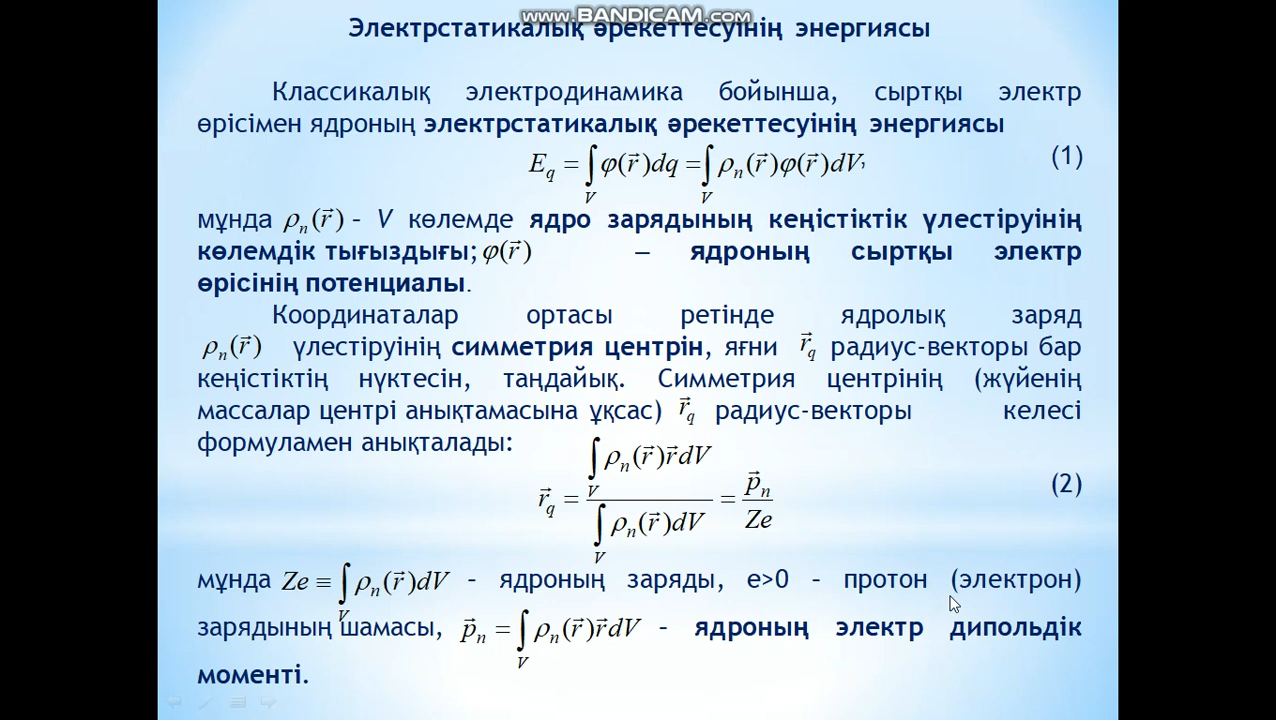 www.BANDICAM.com
Электрстатикалық әрекеттесуінің энергиясы
Классикалық электродинамика бойынша, сыртқы электр
өрісімен ядроның электрстатикалық әрекеттесуінің энергиясы
E_q = ∫_V φ(r⃗)dq = ∫_V ρ_n(r⃗)φ(r⃗)dV, (1)
мұнда ρ_n(r⃗) – V көлемде ядро зарядының кеңістіктік үлестіруінің
көлемдік тығыздығы; φ(r⃗) – ядроның сыртқы электр
өрісінің потенциалы.
Координаталар ортасы ретінде ядролық заряд
ρ_n(r⃗) үлестіруінің симметрия центрін, яғни r⃗_q радиус-векторы бар
кеңістіктің нүктесін, таңдайық. Симметрия центрінің (жүйенің
массалар центрі анықтамасына ұқсас) r⃗_q радиус-векторы келесі
формуламен анықталады:
r⃗_q = ∫_V ρ_n(r⃗)r⃗dV / ∫_V ρ_n(r⃗)dV = p⃗_n / Ze (2)
мұнда Ze ≡ ∫_V ρ_n(r⃗)dV – ядроның заряды, e>0 – протон (электрон)
зарядының шамасы, p⃗_n = ∫_V ρ_n(r⃗)r⃗dV – ядроның электр дипольдік
моменті.